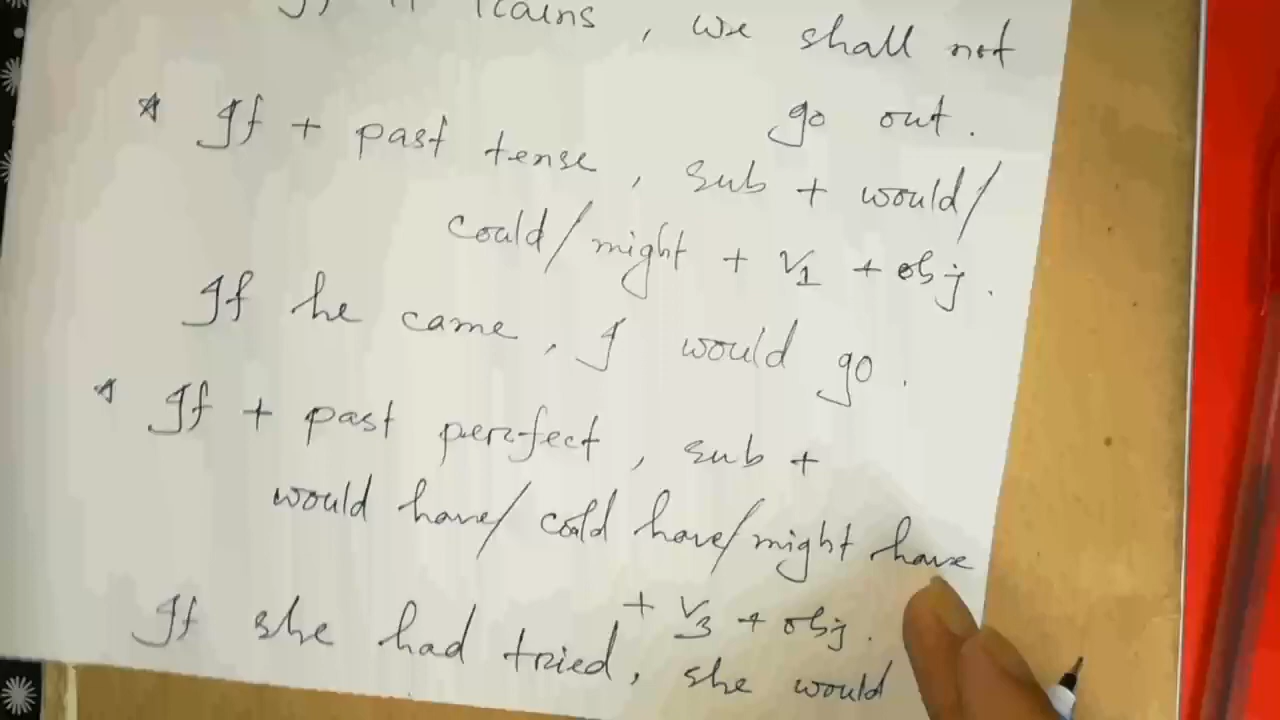 If it rains, we shall not
go out.
* If + past tense, sub + would/
could/might + V1 + obj.
If he came, I would go.
* If + past perfect, sub +
would have/ could have/might have
+ V3 + obj.
If she had tried, she would